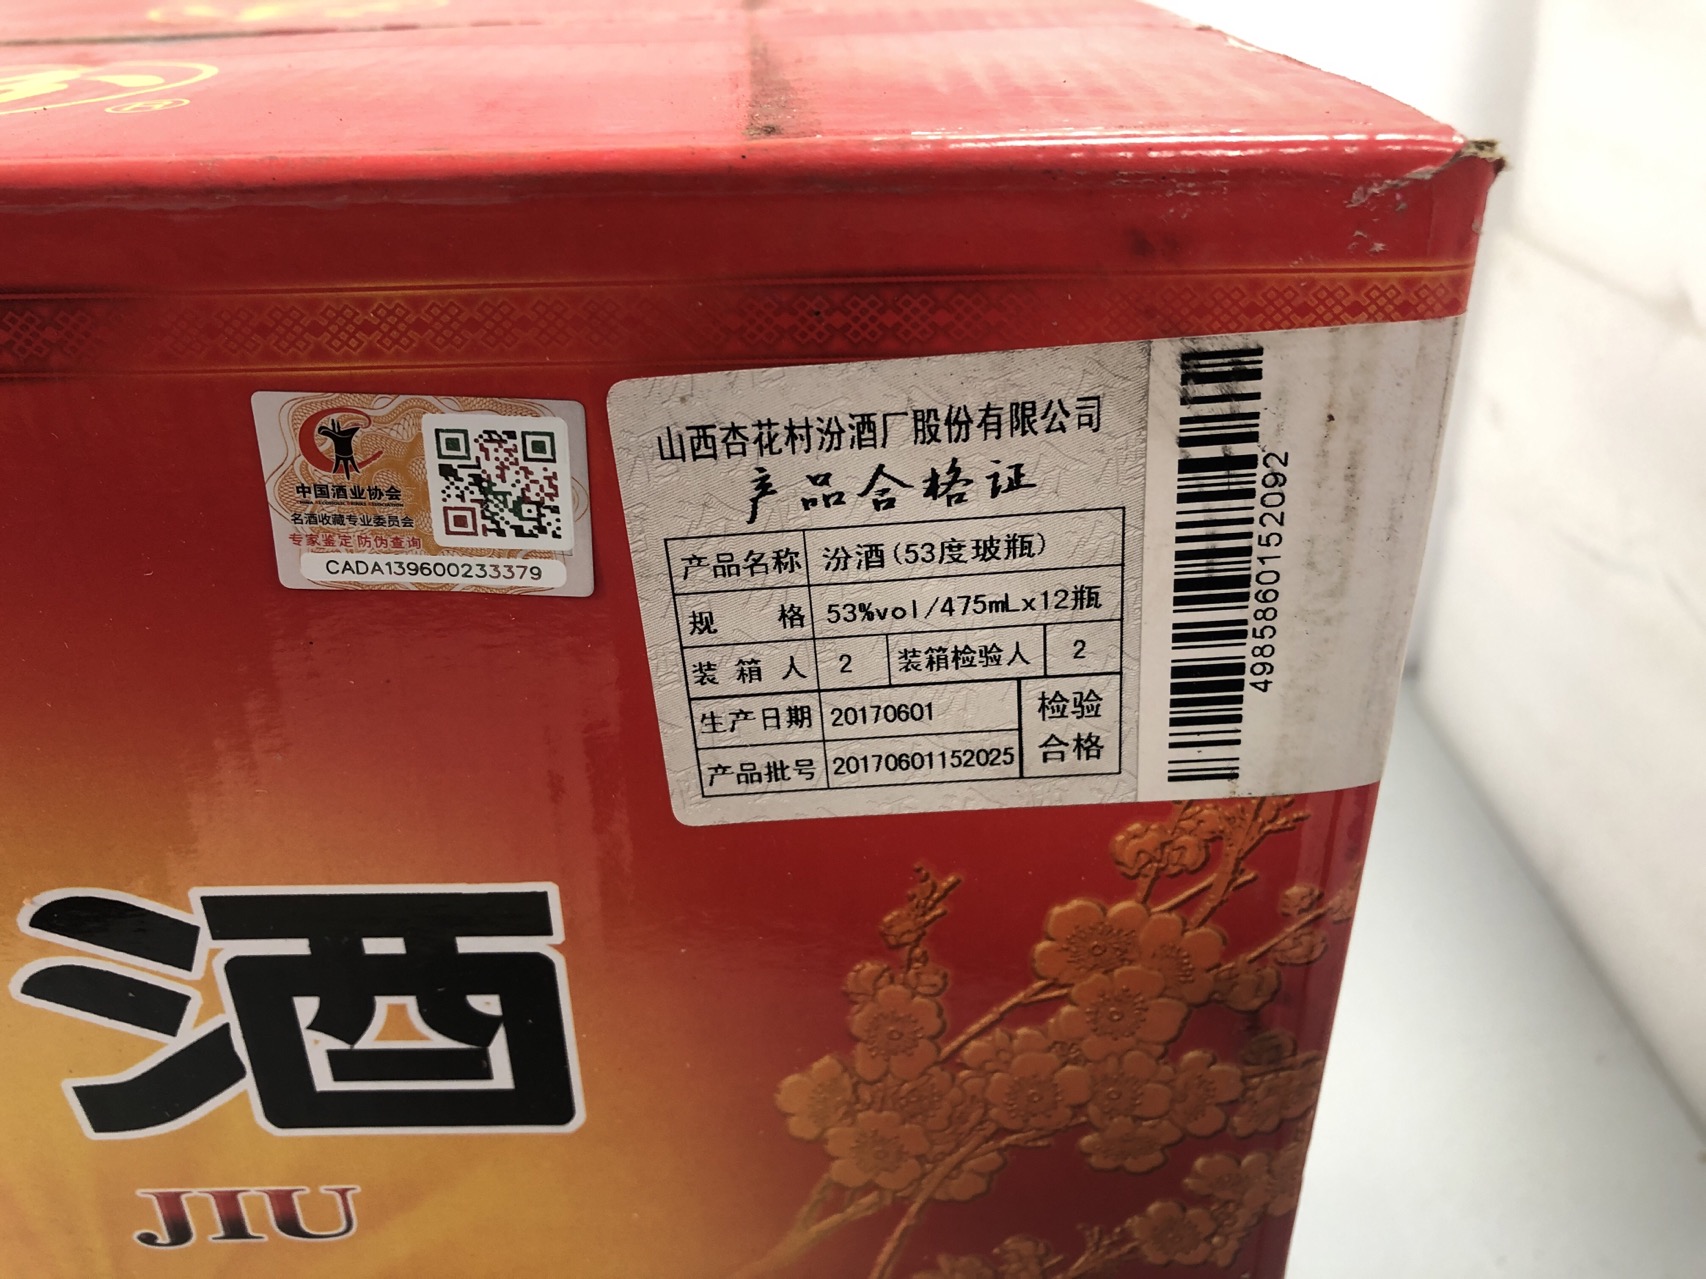 ®
中国酒业协会
名酒收藏专业委员会
专家鉴定 防伪查询
CADA139600233379
山西杏花村汾酒厂股份有限公司
产品合格证
产品名称 汾酒(53度玻瓶)
规 格 53%vol/475mLx12瓶
装箱人 2 装箱检验人 2
生产日期 20170601 检验
产品批号 20170601152025 合格
4985860152092
酒
JIU